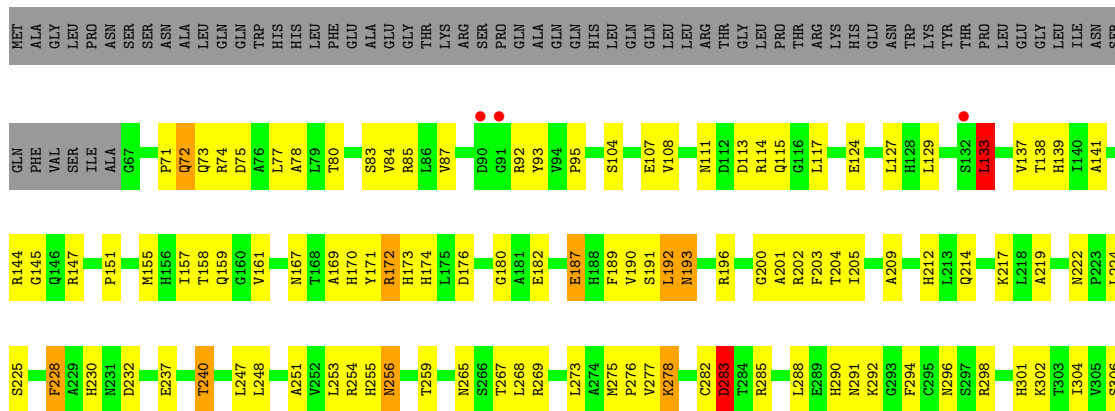 MET ALA GLY LEU PRO ASN SER SER ASN ALA LEU GLN GLN TRP HIS HIS LEU PHE GLU ALA GLU GLY THR LYS ARG SER PRO GLN ALA GLN GLN HIS LEU GLN GLN LEU LEU ARG THR GLY LEU PRO THR ARG LYS HIS GLU ASN TRP LYS TYR THR PRO LEU GLU GLY LEU ILE ASN SER
GLN PHE VAL SER ILE ALA G67 P71 Q72 Q73 R74 D75 A76 L77 A78 L79 T80 S83 V84 R85 L86 V87 D90 G91 R92 Y93 V94 P95 S104 E107 V108 N111 D112 D113 R114 Q115 G116 L117 E124 L127 H128 L129 S132 L133 V137 T138 H139 I140 A141
R144 G145 Q146 R147 P151 M155 H156 I157 T158 Q159 G160 V161 N167 T168 A169 H170 Y171 R172 H173 H174 L175 D176 G180 A181 E182 E187 H188 F189 V190 S191 L192 N193 R196 G200 A201 R202 F203 T204 I205 A209 H212 L213 Q214 K217 L218 A219 N222 P223 L224
S225 F228 A229 H230 N231 D232 E237 T240 L247 L248 A251 V252 L253 R254 H255 N256 T259 N265 S266 T267 L268 R269 L273 A274 M275 P276 V277 K278 C282 D283 T284 R285 L288 E289 H290 N291 K292 G293 F294 C295 N296 S297 R298 H301 K302 T303 I304 V305 S306